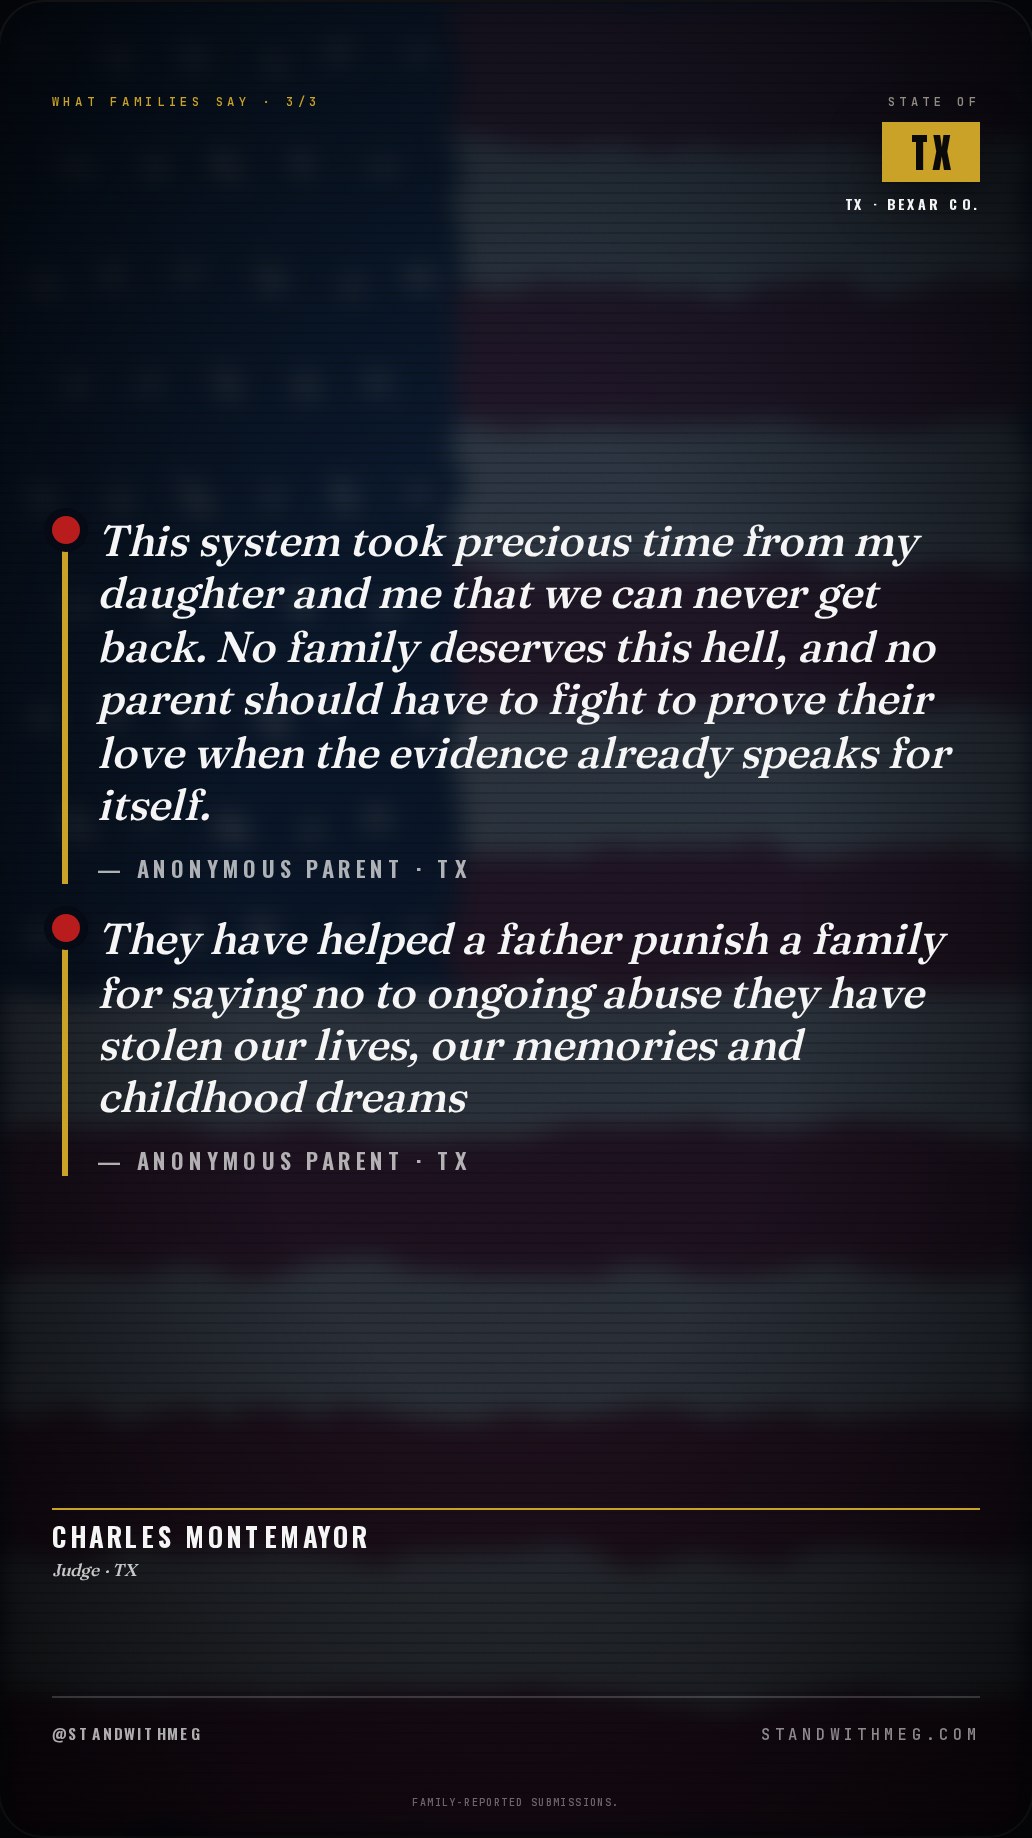 WHAT FAMILIES SAY · 3/3
STATE OF
TX
TX · BEXAR CO.
This system took precious time from my
daughter and me that we can never get
back. No family deserves this hell, and no
parent should have to fight to prove their
love when the evidence already speaks for
itself.
— ANONYMOUS PARENT · TX
They have helped a father punish a family
for saying no to ongoing abuse they have
stolen our lives, our memories and
childhood dreams
— ANONYMOUS PARENT · TX
CHARLES MONTEMAYOR
Judge · TX
@STANDWITHMEG
STANDWITHMEG.COM
FAMILY-REPORTED SUBMISSIONS.